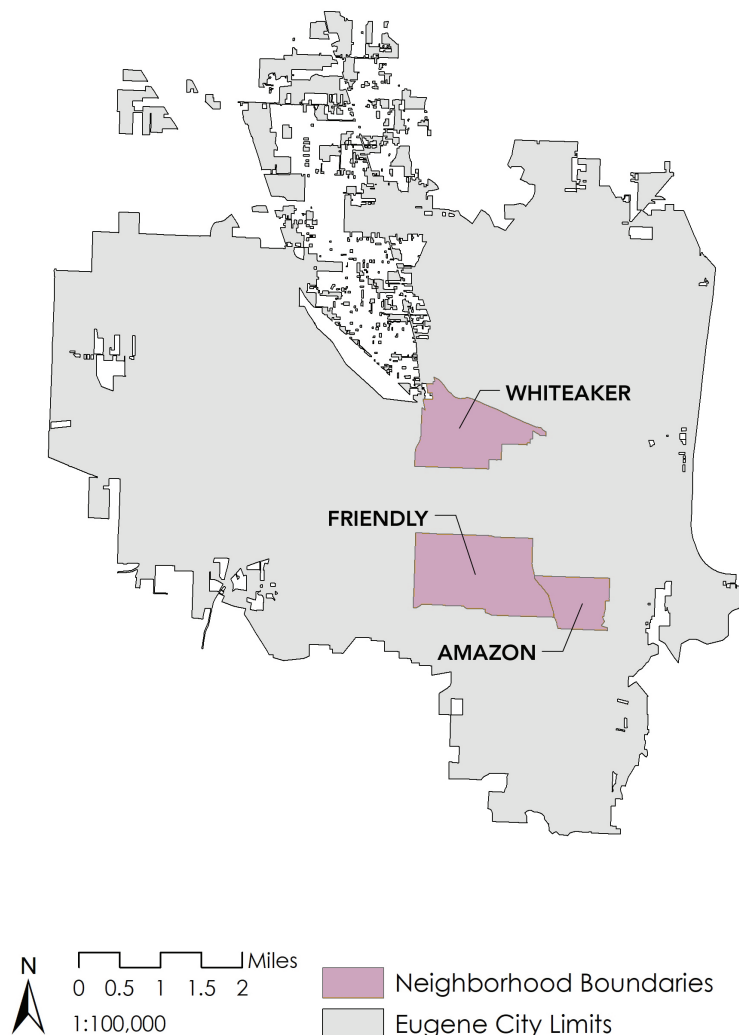 WHITEAKER
FRIENDLY
AMAZON
N
Miles
0 0.5 1 1.5 2
1:100,000
Neighborhood Boundaries
Eugene City Limits